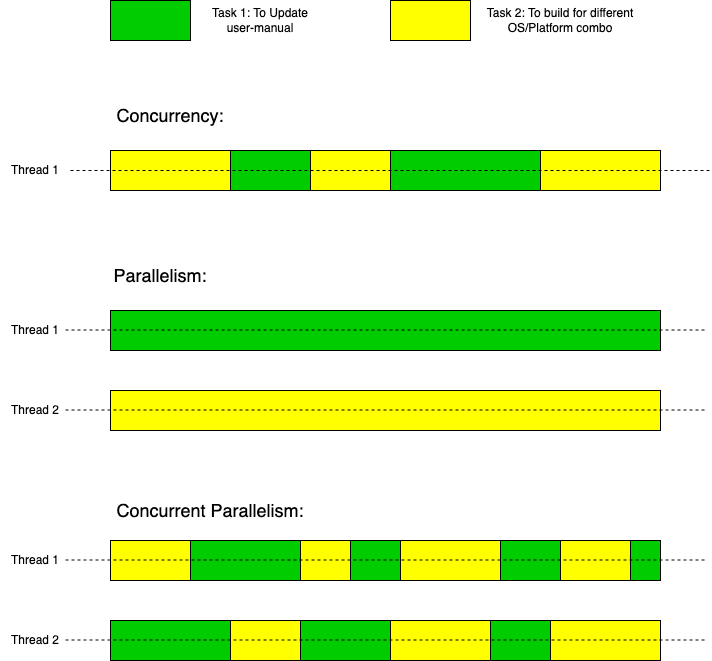 Task 1: To Update
user-manual
Task 2: To build for different
OS/Platform combo
Concurrency:
Thread 1
Parallelism:
Thread 1
Thread 2
Concurrent Parallelism:
Thread 1
Thread 2